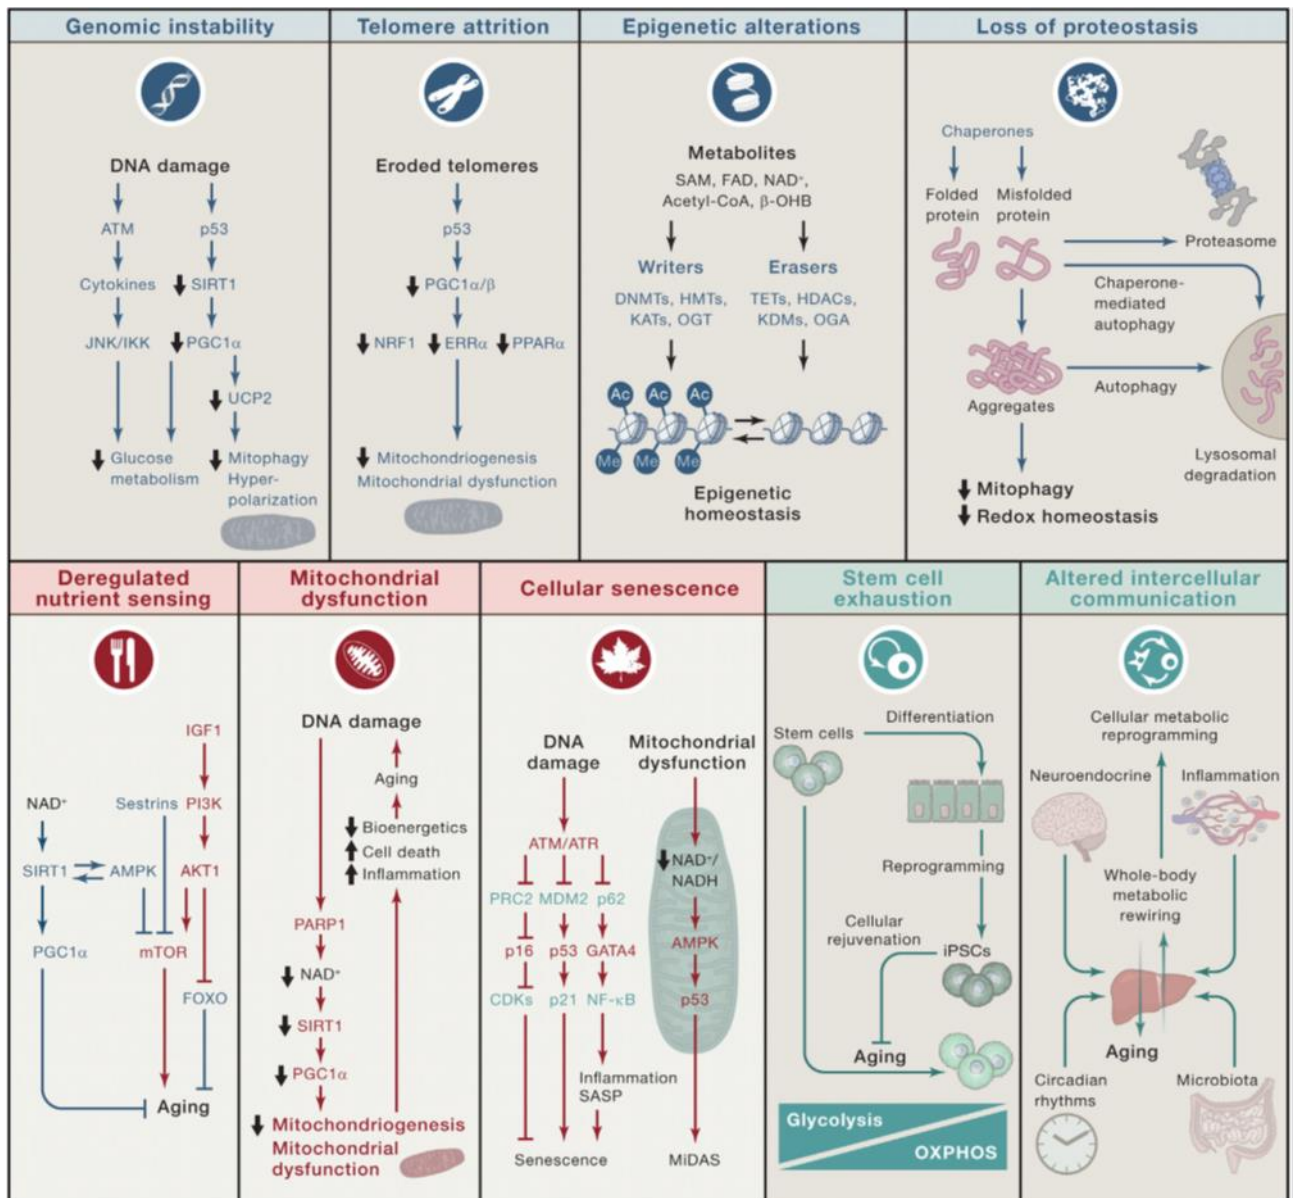 Genomic instability
DNA damage
ATM
p53
Cytokines
SIRT1
JNK/IKK
PGC1α
UCP2
Glucose
metabolism
Mitophagy
Hyper-
polarization
Telomere attrition
Eroded telomeres
p53
PGC1α/β
NRF1
ERRα
PPARα
Mitochondriogenesis
Mitochondrial dysfunction
Epigenetic alterations
Metabolites
SAM, FAD, NAD⁺,
Acetyl-CoA, β-OHB
Writers
Erasers
DNMTs, HMTs,
KATs, OGT
TETs, HDACs,
KDMs, OGA
Ac
Ac
Ac
Me
Me
Me
Epigenetic
homeostasis
Loss of proteostasis
Chaperones
Folded
protein
Misfolded
protein
Proteasome
Chaperone-
mediated
autophagy
Aggregates
Autophagy
Lysosomal
degradation
Mitophagy
Redox homeostasis
Deregulated
nutrient sensing
IGF1
NAD⁺
Sestrins
PI3K
SIRT1
AMPK
AKT1
PGC1α
mTOR
FOXO
Aging
Mitochondrial
dysfunction
DNA damage
Aging
Bioenergetics
Cell death
Inflammation
PARP1
NAD⁺
SIRT1
PGC1α
Mitochondriogenesis
Mitochondrial
dysfunction
Cellular senescence
DNA
damage
Mitochondrial
dysfunction
ATM/ATR
NAD⁺/
NADH
PRC2
MDM2
p62
AMPK
p16
p53
GATA4
CDKs
p21
NF-κB
p53
Inflammation
SASP
Senescence
MiDAS
Stem cell
exhaustion
Differentiation
Stem cells
Reprogramming
Cellular
rejuvenation
iPSCs
Aging
Glycolysis
OXPHOS
Altered intercellular
communication
Cellular metabolic
reprogramming
Neuroendocrine
Inflammation
Whole-body
metabolic
rewiring
Aging
Circadian
rhythms
Microbiota